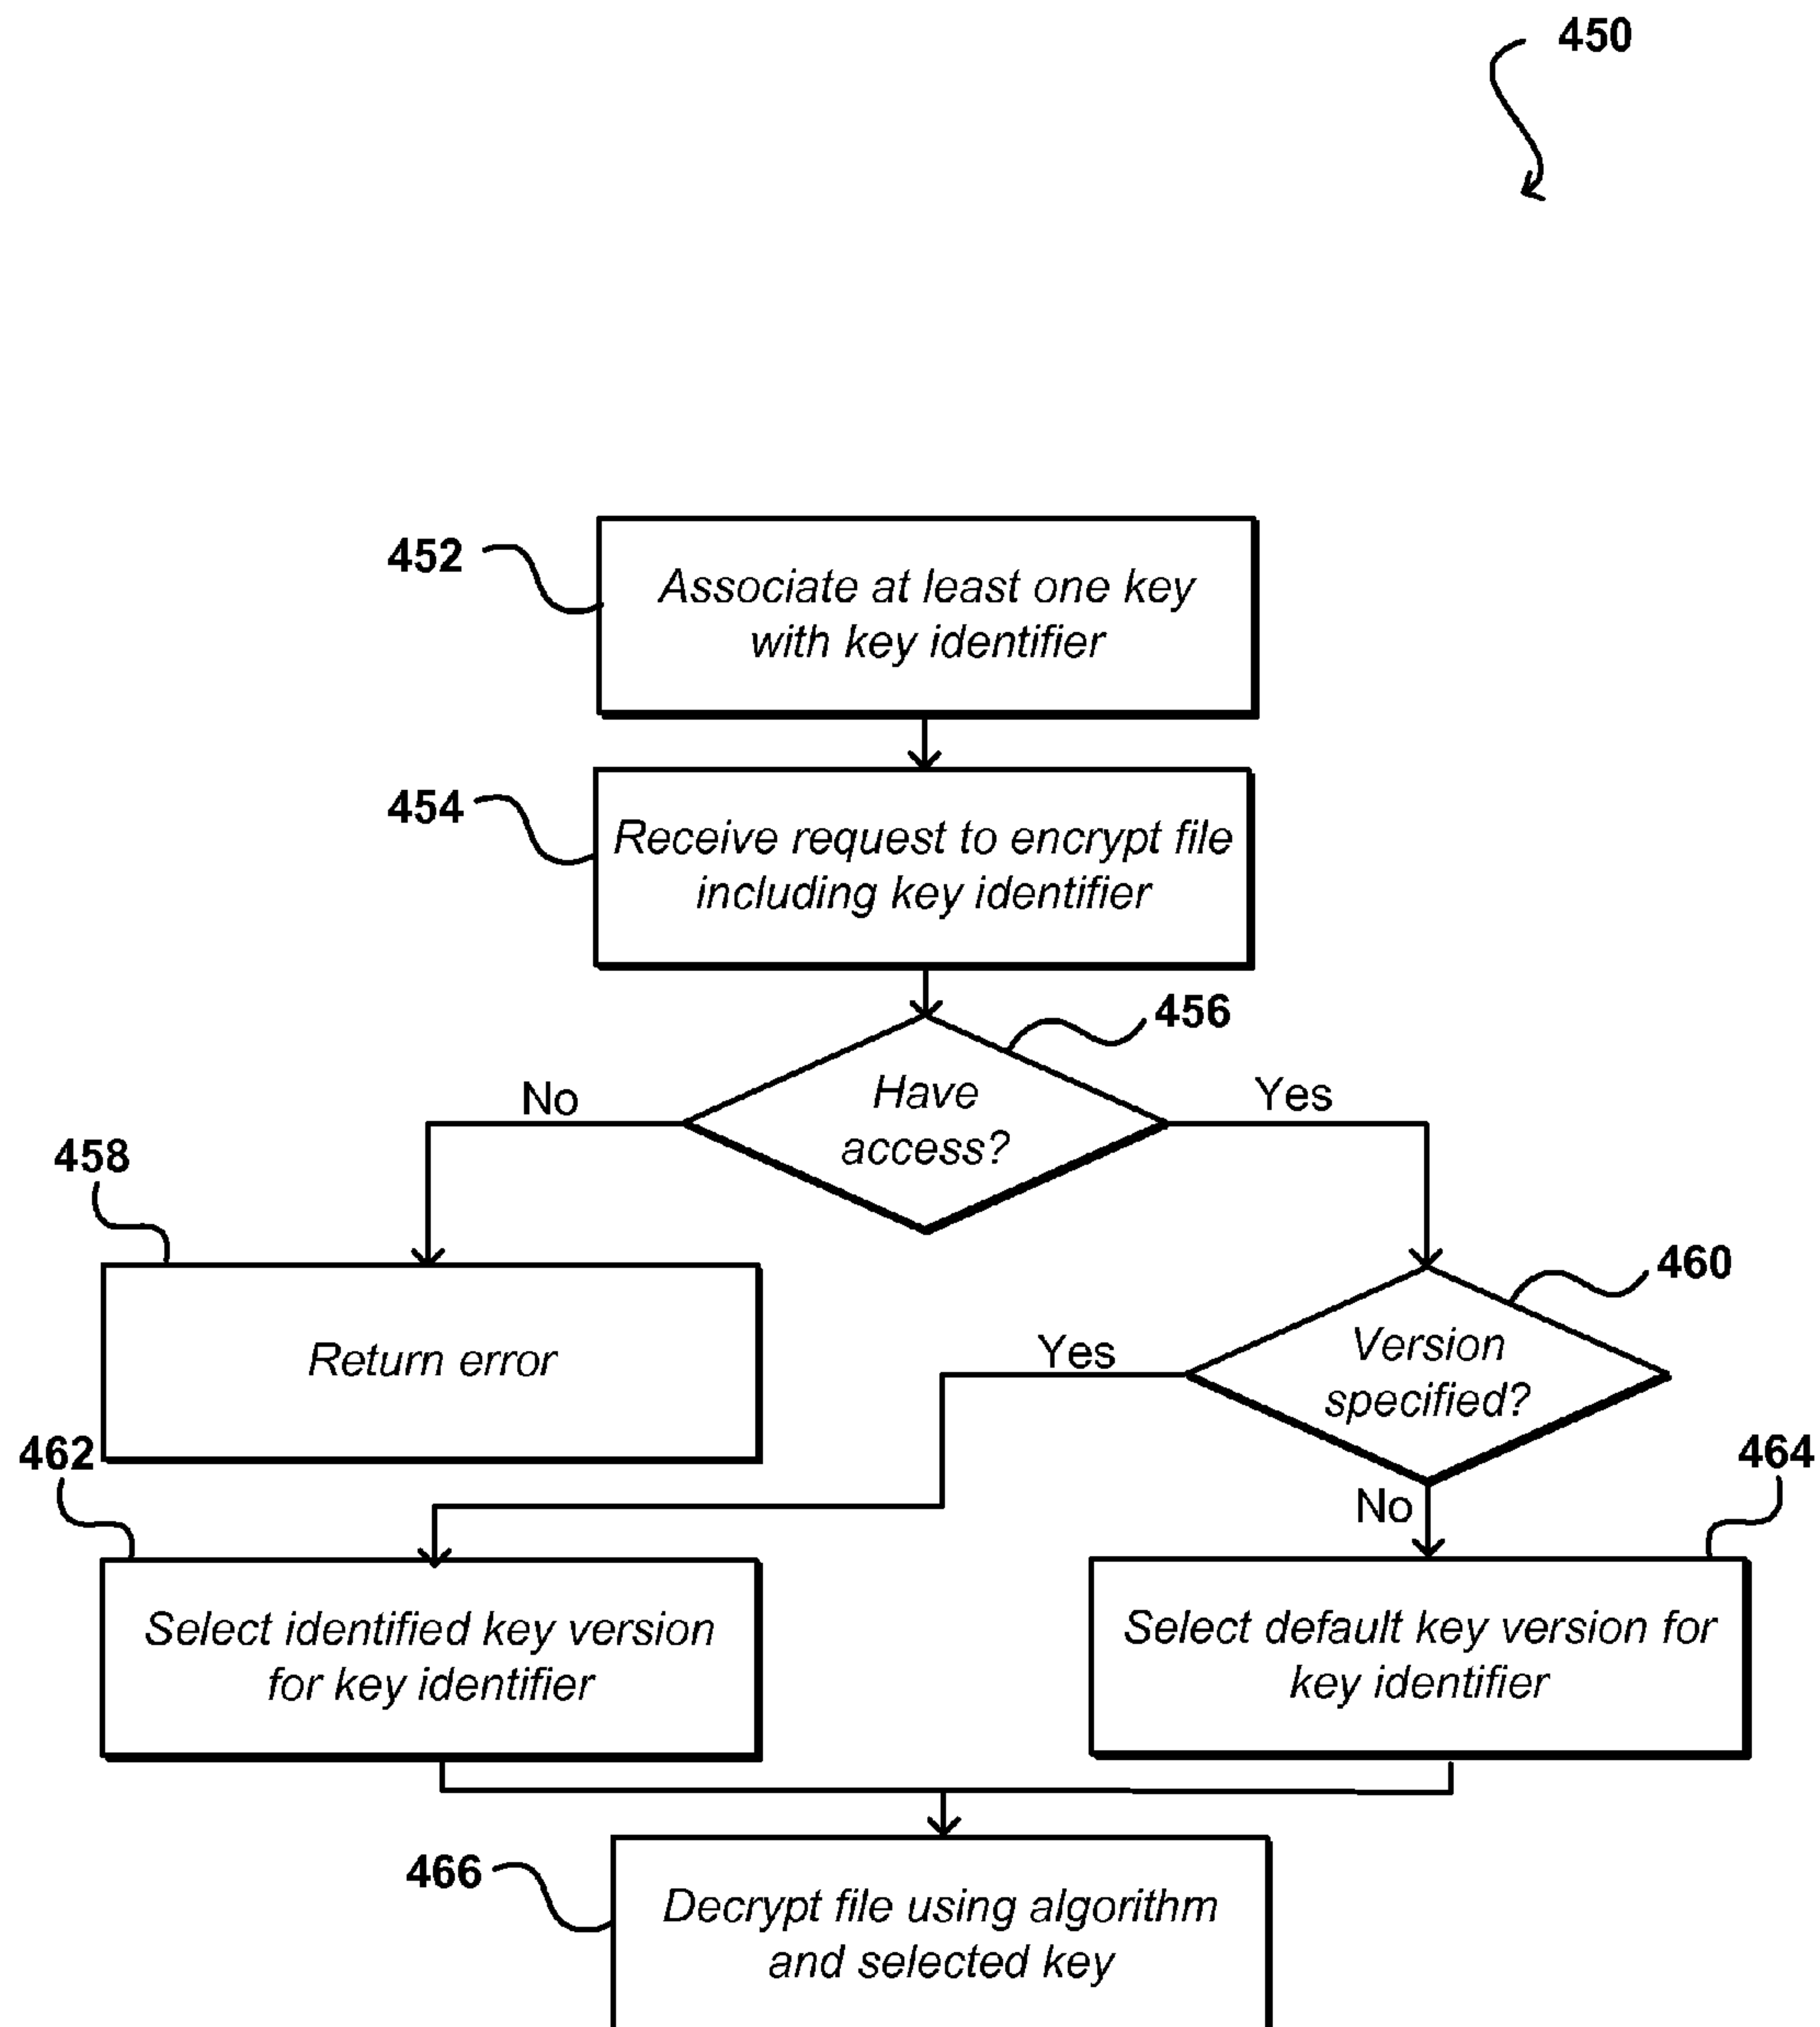 450
452
Associate at least one key
with key identifier
454
Receive request to encrypt file
including key identifier
456
Have
access?
No
Yes
458
Return error
460
Version
specified?
Yes
No
462
Select identified key version
for key identifier
464
Select default key version for
key identifier
466
Decrypt file using algorithm
and selected key